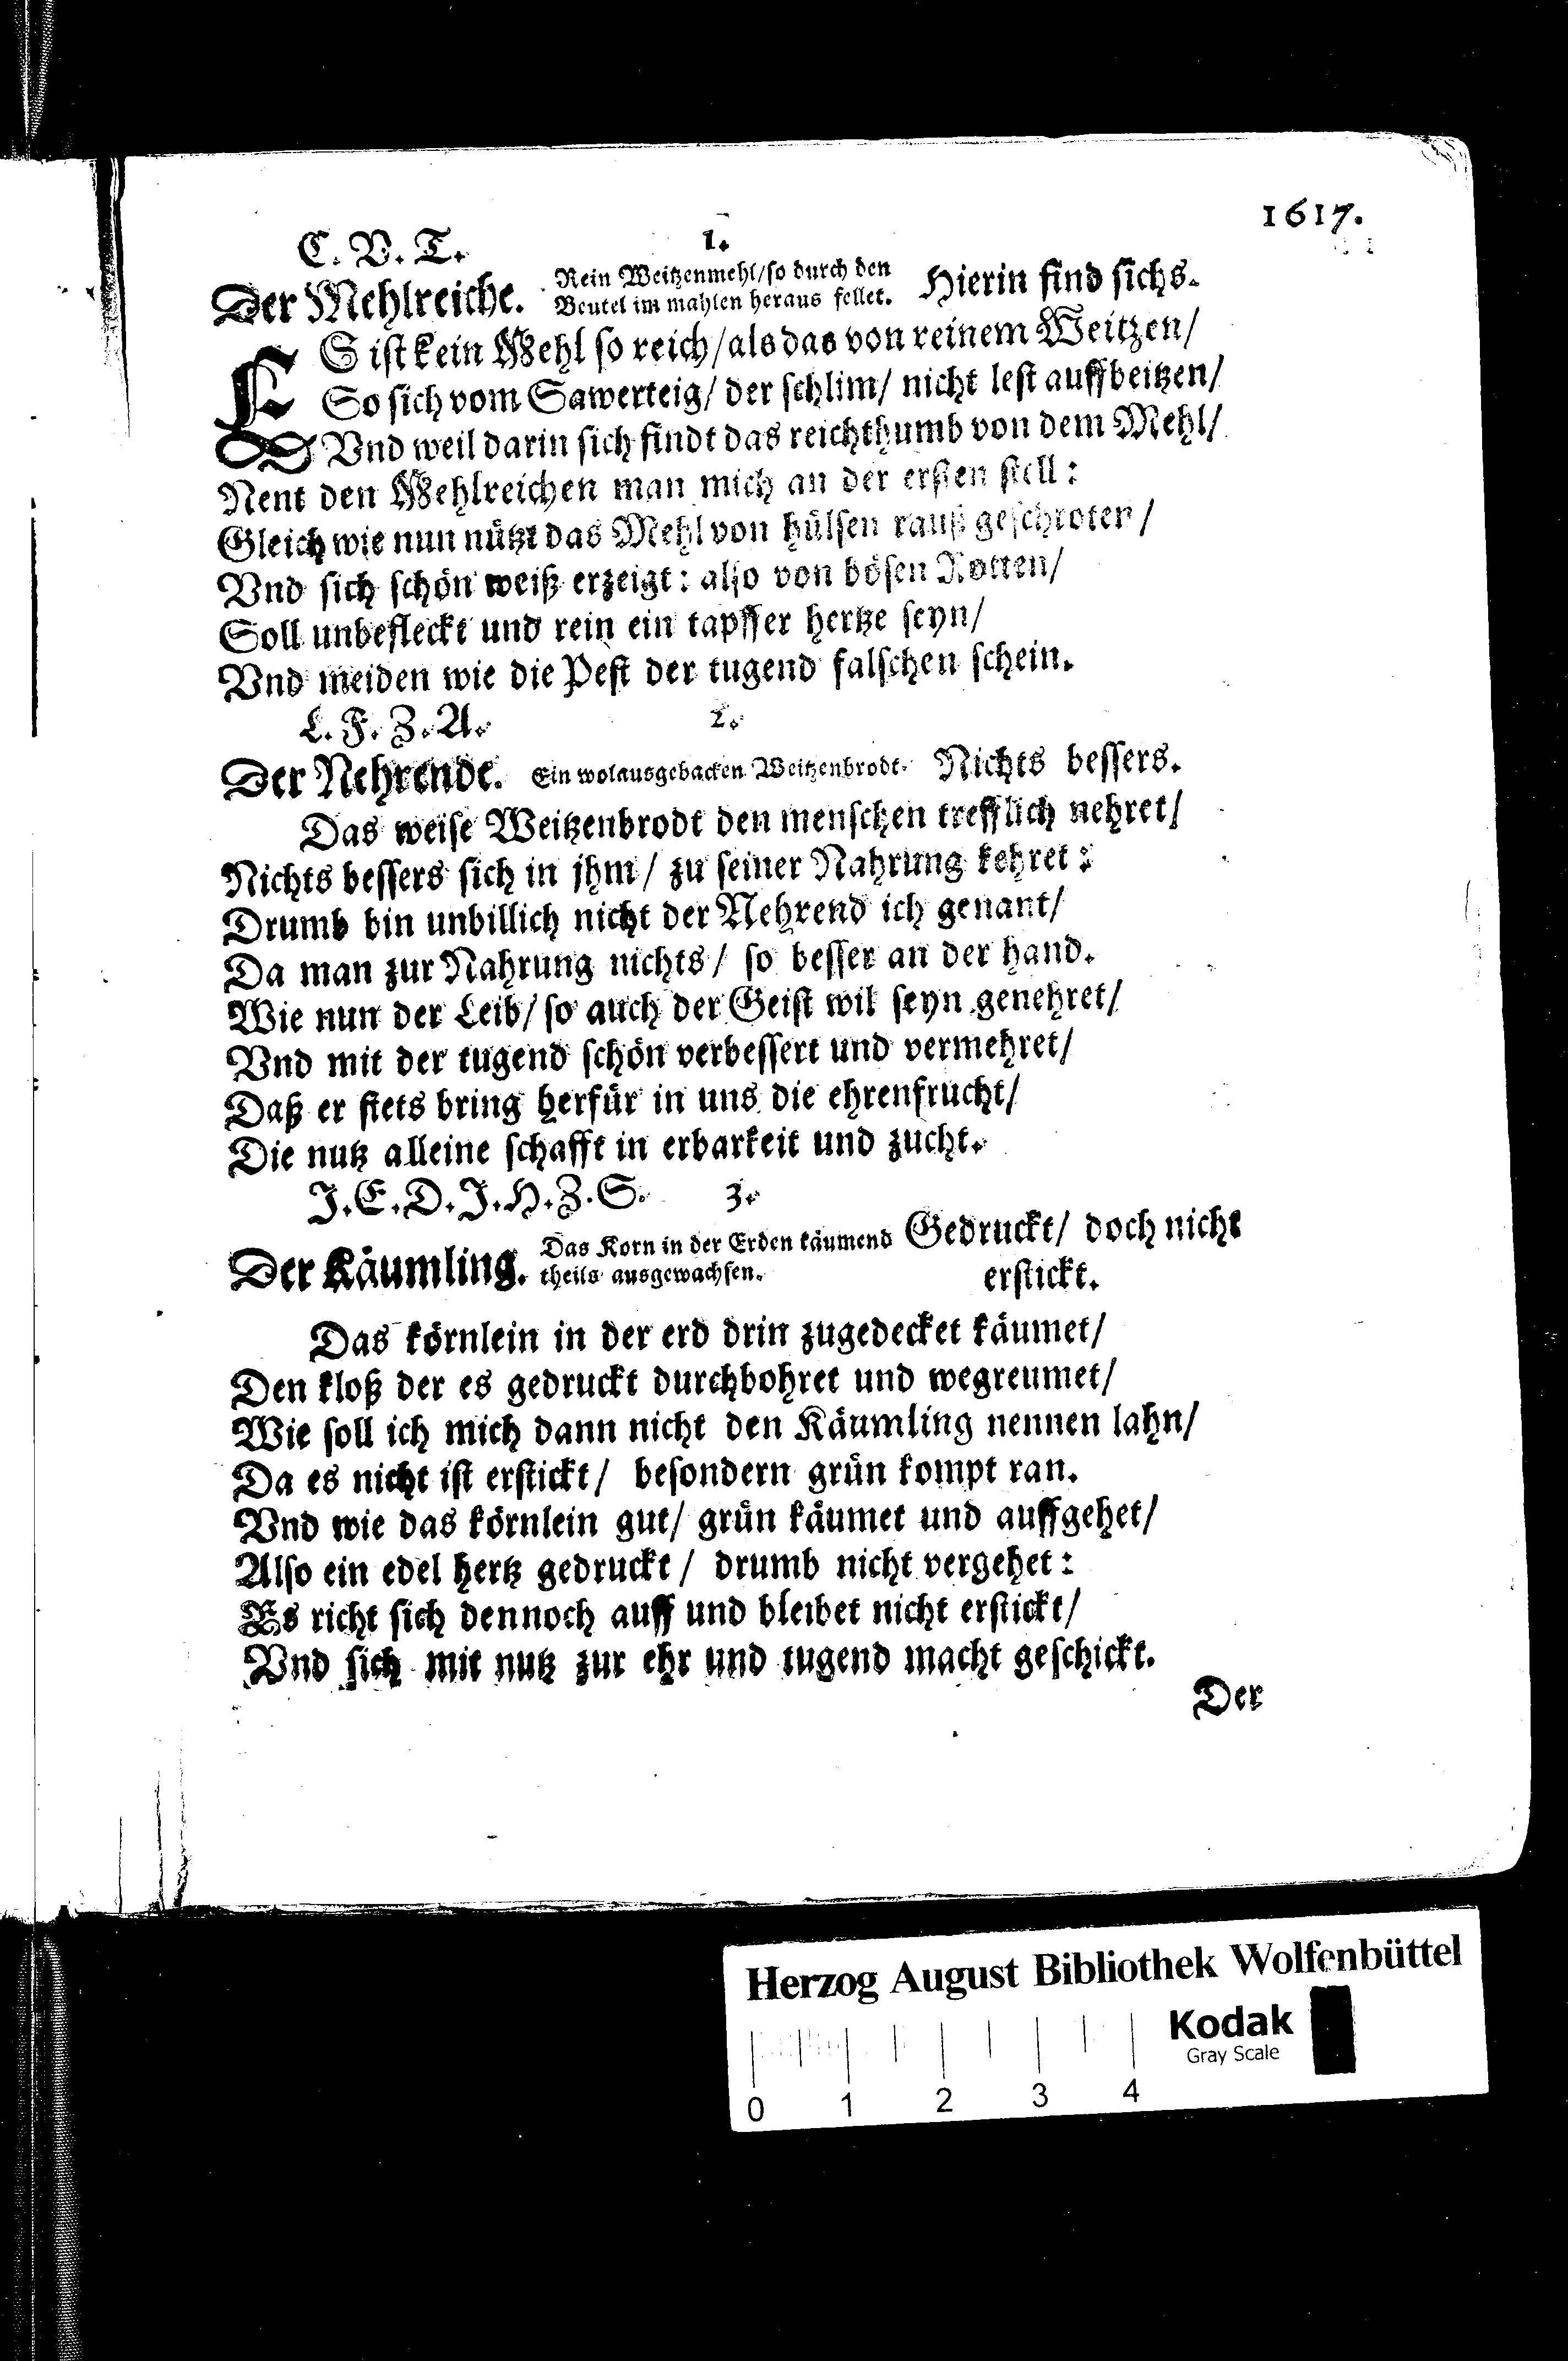 1617.
C. V. T. 1.
Der Mehlreiche. Rein Weitzenmehl/so durch den Hierin find sichs.
Beutel im mahlen heraus fellet.
ES ist kein Mehl so reich/als das von reinem Weitzen/
So sich vom Sawerteig/ der schlim/ nicht lest auffbeitzen/
Vnd weil darin sich findt das reichthumb von dem Mehl/
Nent den Mehlreichen man mich an der ersten stell:
Gleich wie nun nützt das Mehl von hülsen rauß geschroten/
Vnd sich schön weiß erzeigt: also von bösen Rotten/
Soll unbefleckt und rein ein tapffer hertze seyn/
Vnd meiden wie die Pest der tugend falschen schein.
L. F. Z. A. 2.
Der Nehrende. Ein wolausgebacken Weitzenbrodt. Nichts bessers.
Das weise Weitzenbrodt den menschen trefflich nehret/
Nichts bessers sich in jhm/ zu seiner Nahrung kehret:
Drumb bin unbillich nicht der Nehrend ich genant/
Da man zur Nahrung nichts/ so besser an der hand.
Wie nun der Leib/ so auch der Geist wil seyn genehret/
Vnd mit der tugend schön verbessert und vermehret/
Daß er stets bring herfür in uns die ehrenfrucht/
Die nutz alleine schafft in erbarkeit und zucht.
J. E. D. J. H. Z. S. 3.
Der Käumling. Das Korn in der Erden käumend Gedruckt/ doch nicht
theils ausgewachsen. erstickt.
Das körnlein in der erd drin zugedecket käumet/
Den kloß der es gedruckt durchbohret und wegreumet/
Wie soll ich mich dann nicht den Käumling nennen lahn/
Da es nicht ist erstickt/ besondern grün kompt ran.
Vnd wie das körnlein gut/ grün käumet und auffgehet/
Also ein edel hertz gedruckt/ drumb nicht vergehet:
Es richt sich dennoch auff und bleibet nicht erstickt/
Vnd sich mit nutz zur ehr und tugend macht geschickt.
Der
Herzog August Bibliothek Wolfenbüttel
Kodak
Gray Scale
0 1 2 3 4